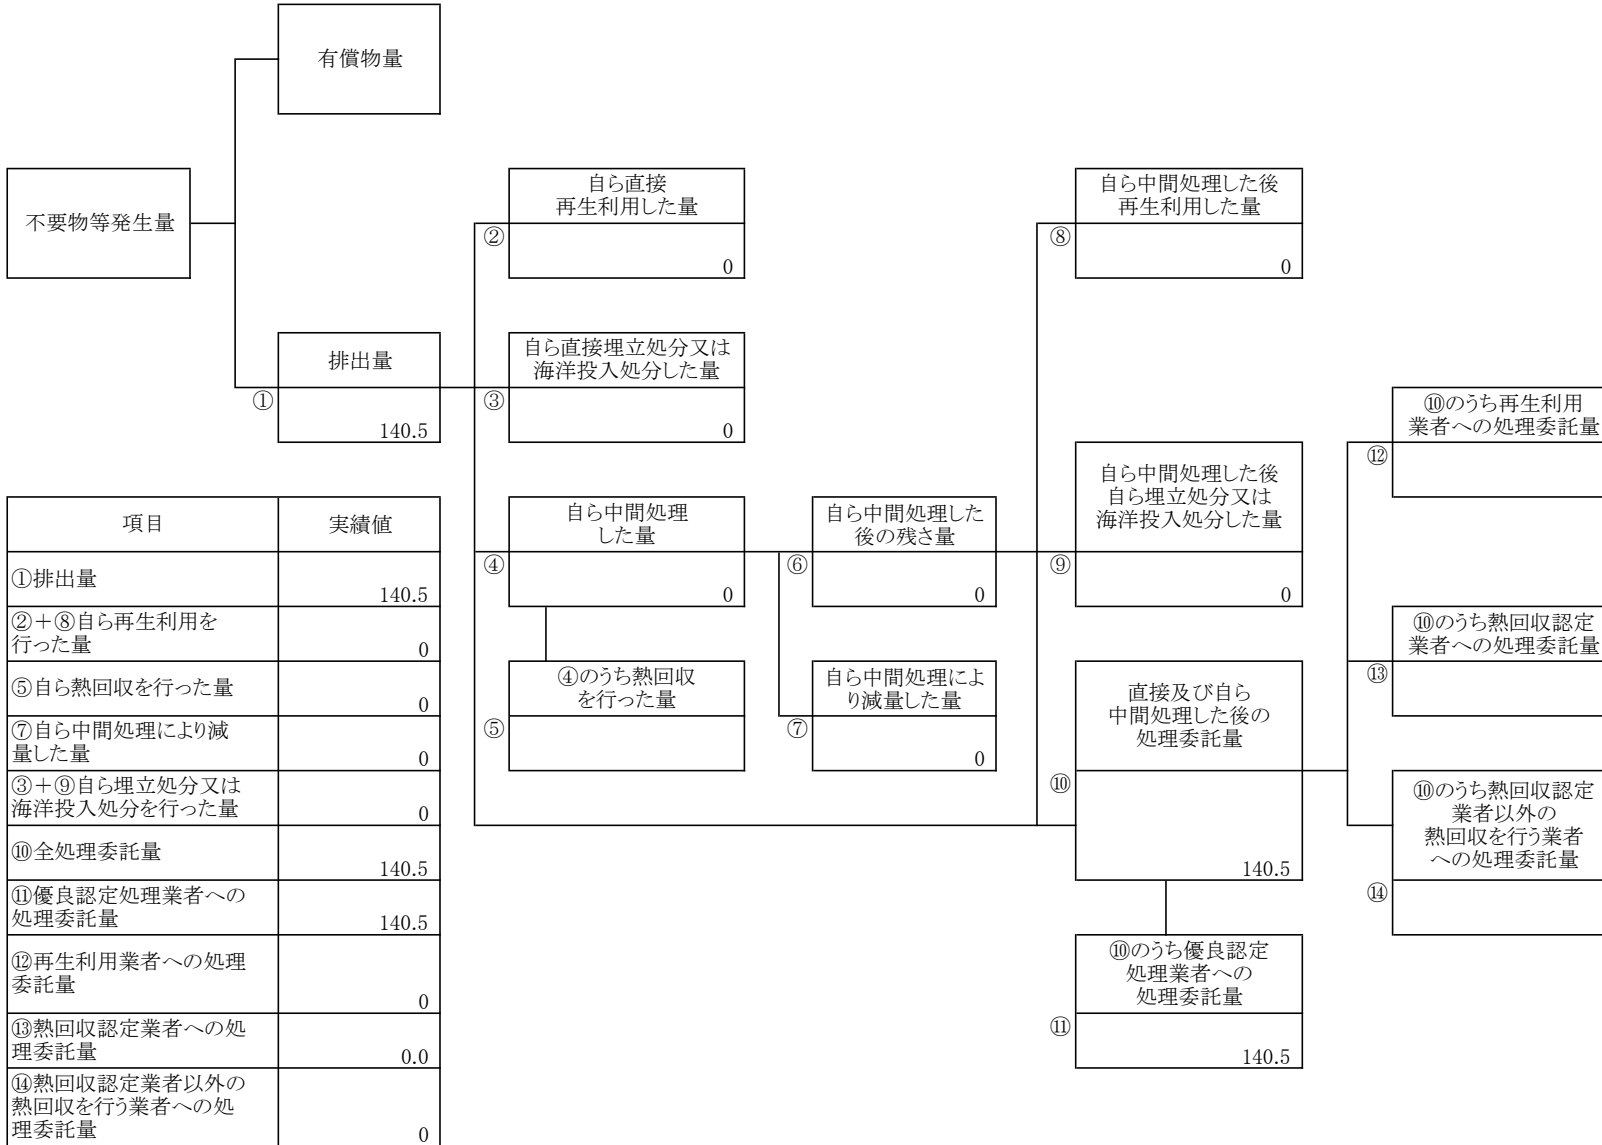 有償物量
不要物等発生量
自ら直接
再生利用した量
②
0
自ら中間処理した後
再生利用した量
⑧
0
排出量
①
140.5
自ら直接埋立処分又は
海洋投入処分した量
③
0
⑩のうち再生利用
業者への処理委託量
⑫
自ら中間処理
した量
④
0
自ら中間処理した
後の残さ量
⑥
0
自ら中間処理した後
自ら埋立処分又は
海洋投入処分した量
⑨
0
⑩のうち熱回収認定
業者への処理委託量
⑬
④のうち熱回収
を行った量
⑤
自ら中間処理によ
り減量した量
⑦
0
直接及び自ら
中間処理した後の
処理委託量
⑩
140.5
⑩のうち熱回収認定
業者以外の
熱回収を行う業者
への処理委託量
⑭
⑩のうち優良認定
処理業者への
処理委託量
⑪
140.5
項目 実績値
①排出量 140.5
②+⑧自ら再生利用を
行った量 0
⑤自ら熱回収を行った量 0
⑦自ら中間処理により減
量した量 0
③+⑨自ら埋立処分又は
海洋投入処分を行った量 0
⑩全処理委託量 140.5
⑪優良認定処理業者への
処理委託量 140.5
⑫再生利用業者への処理
委託量 0
⑬熱回収認定業者への処
理委託量 0.0
⑭熱回収認定業者以外の
熱回収を行う業者への処
理委託量 0